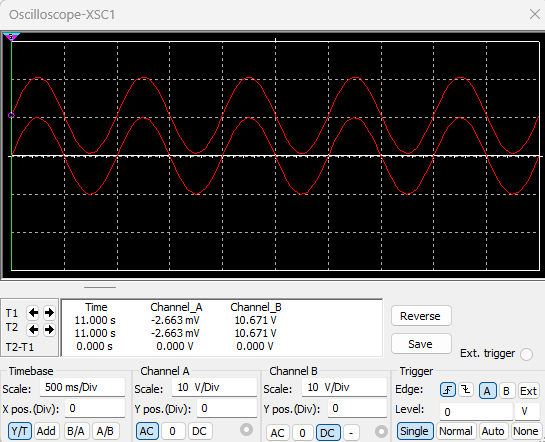 Oscilloscope-XSC1
Time Channel_A Channel_B
T1 11.000 s -2.663 mV 10.671 V
T2 11.000 s -2.663 mV 10.671 V
T2-T1 0.000 s 0.000 V 0.000 V
Reverse
Save
Ext. trigger
Timebase Channel A Channel B Trigger
Scale: 500 ms/Div Scale: 10 V/Div Scale: 10 V/Div Edge: A B Ext
X pos.(Div): 0 Y pos.(Div): 0 Y pos.(Div): 0 Level: 0 V
Y/T Add B/A A/B AC 0 DC AC 0 DC - Single Normal Auto None